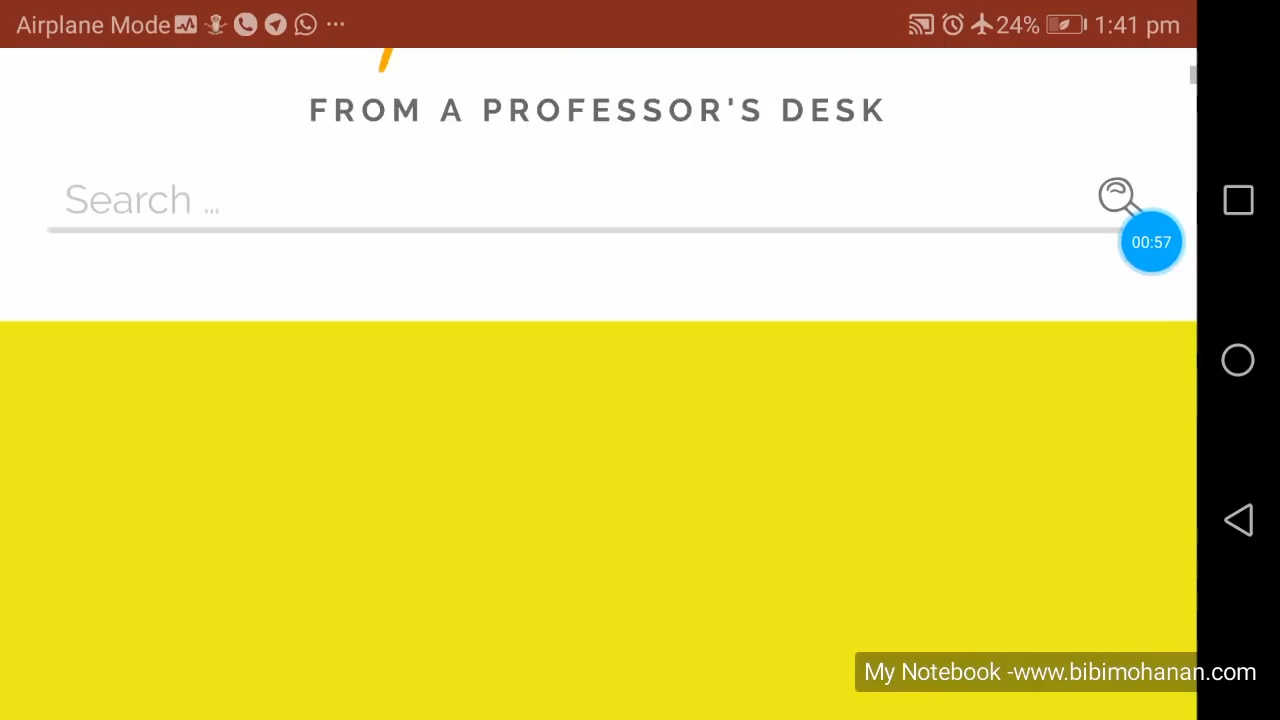 Airplane Mode ... 24% 1:41 pm
FROM A PROFESSOR'S DESK
Search ...
00:57
My Notebook -www.bibimohanan.com